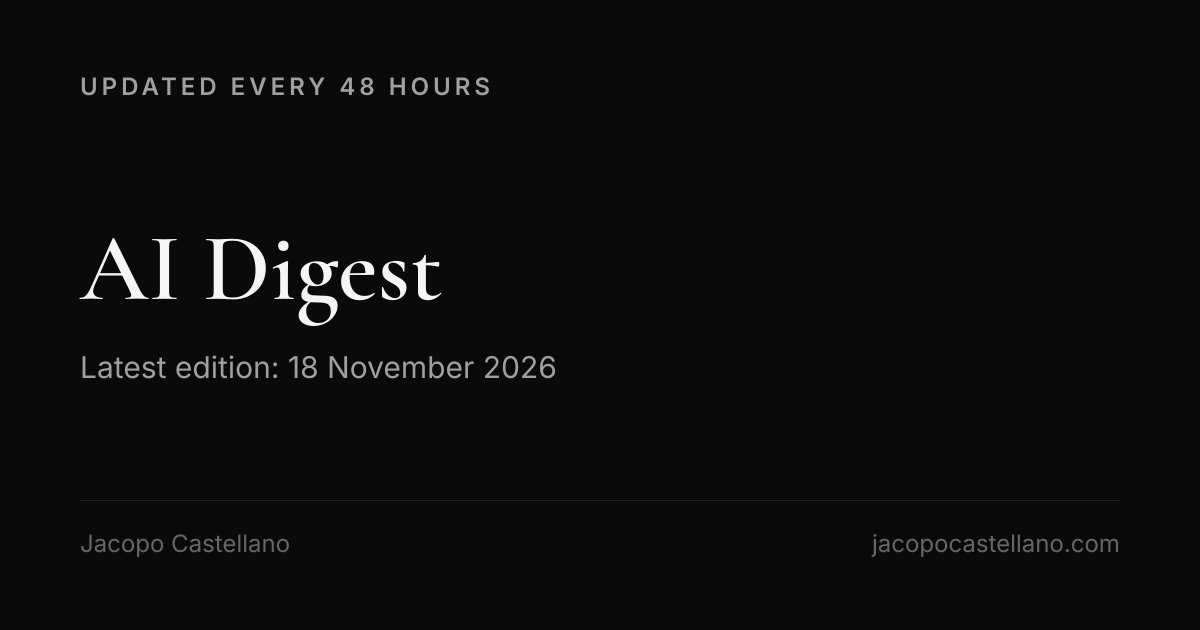 UPDATED EVERY 48 HOURS
AI Digest
Latest edition: 18 November 2026
Jacopo Castellano
jacopocastellano.com